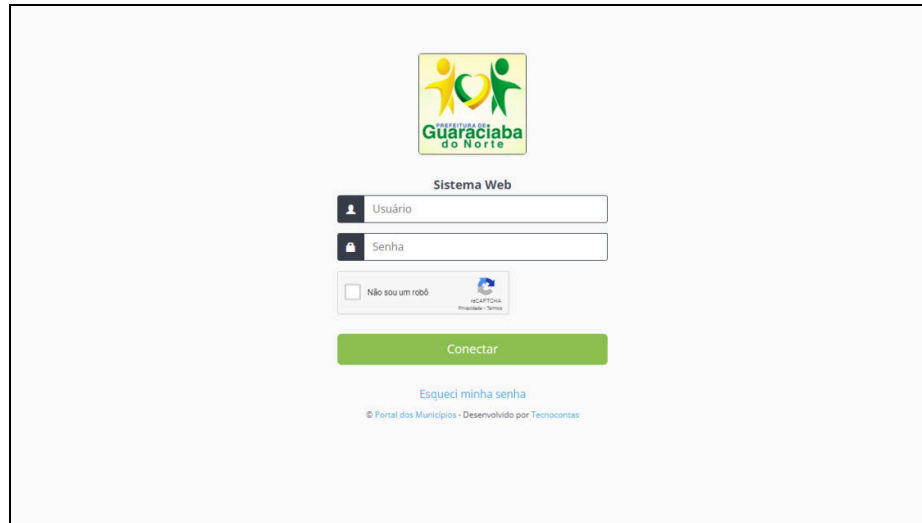 PREFEITURA DE
Guaraciaba
do Norte
Sistema Web
Usuário
Senha
Não sou um robô
reCAPTCHA
Privacidade - Termos
Conectar
Esqueci minha senha
© Portal dos Municípios - Desenvolvido por Tecnocontas